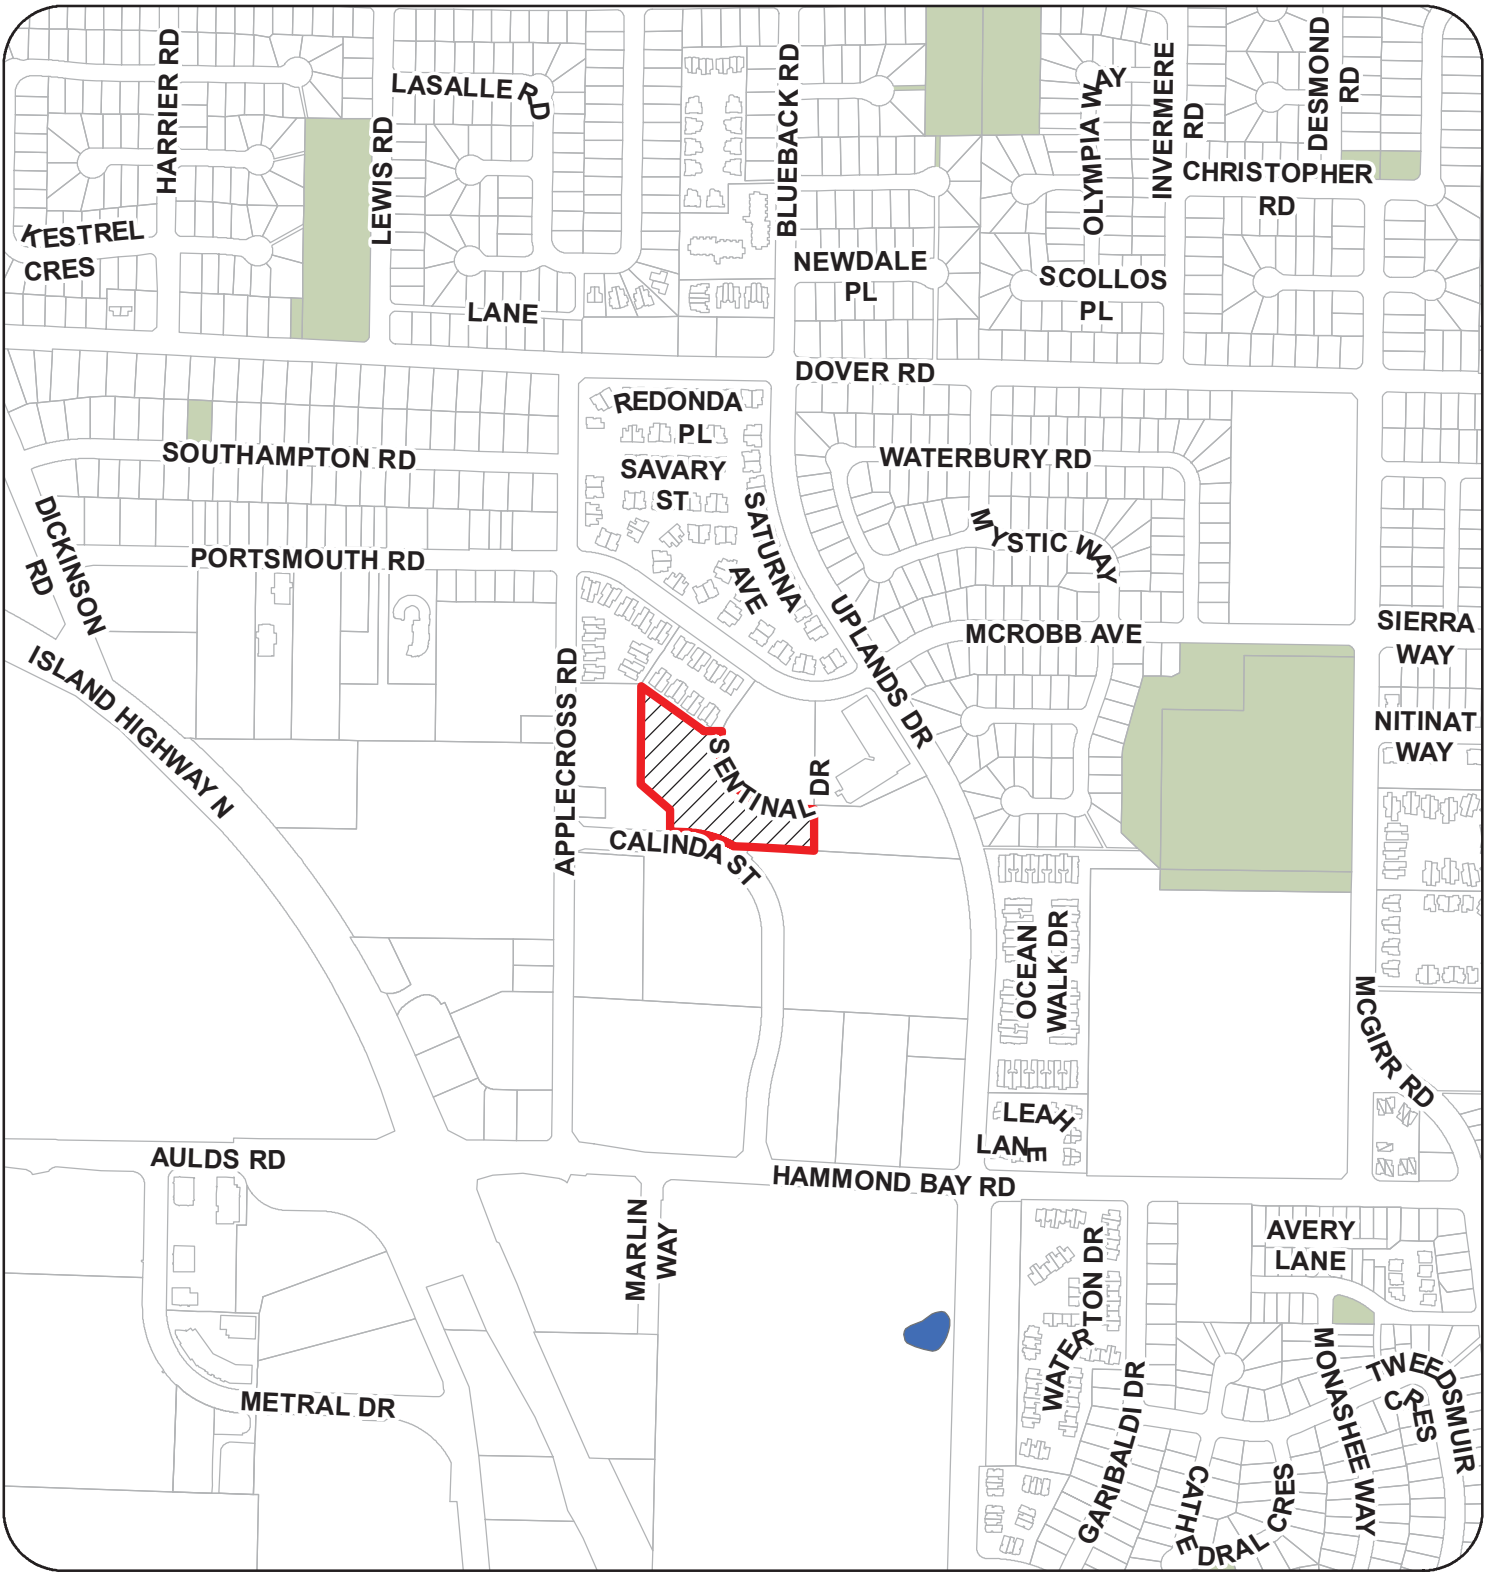 HARRIER RD
LASALLE RD
LEWIS RD
BLUEBACK RD
OLYMPIA WAY
INVERMERE
RD
DESMOND
RD
CHRISTOPHER
RD
KESTREL
CRES
NEWDALE
PL
SCOLLOS
PL
LANE
DOVER RD
REDONDA
PL
SOUTHAMPTON RD
SAVARY
ST
WATERBURY RD
DICKINSON
RD
PORTSMOUTH RD
SATURNA
AVE
MYSTIC WAY
UPLANDS DR
MCROBB AVE
SIERRA
WAY
ISLAND HIGHWAY N
APPLECROSS RD
NITINAT
WAY
SENTINAL DR
CALINDA ST
OCEAN
WALK DR
MCGIRR RD
LEAH
LANE
AULDS RD
HAMMOND BAY RD
MARLIN
WAY
AVERY
LANE
WATERTON DR
METRAL DR
GARIBALDI DR
MONASHEE WAY
TWEEDSMUIR
CRES
CATHEDRAL CRES